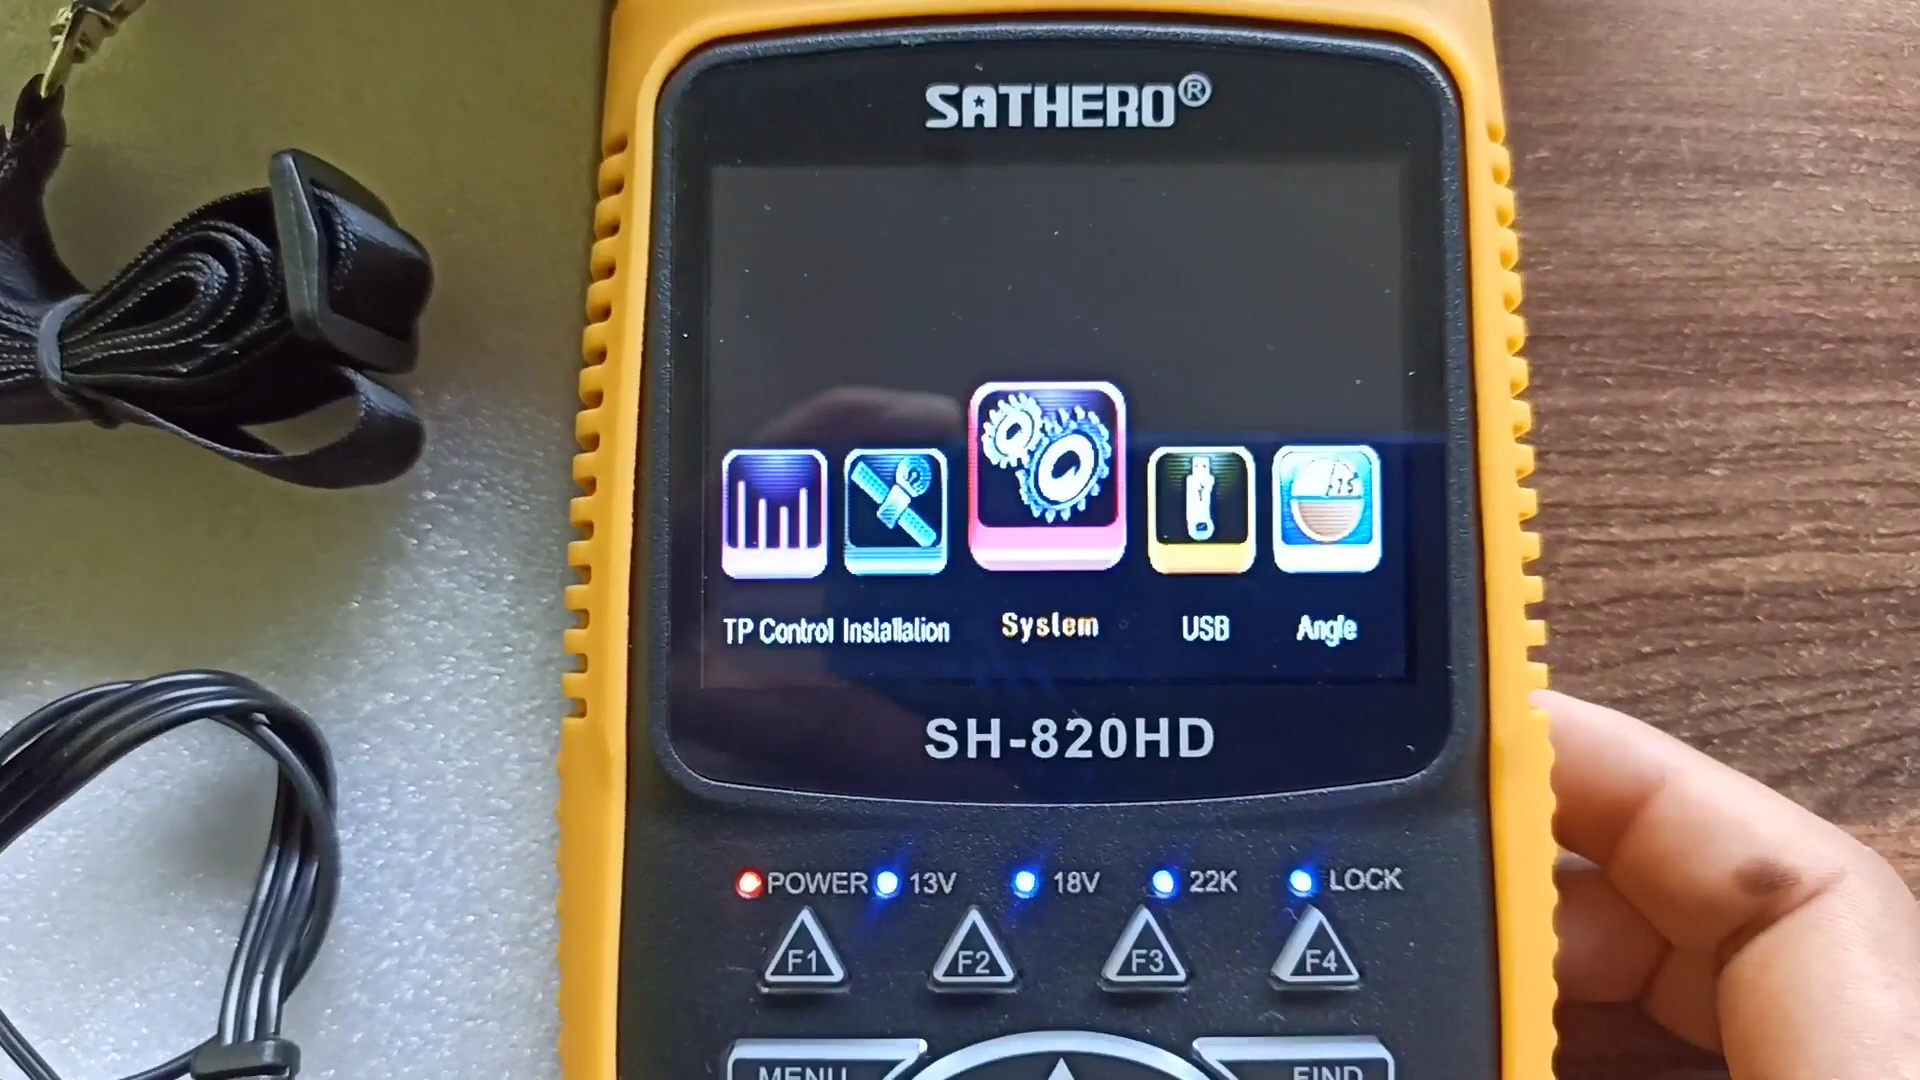 SATHERO®
TP Control Installation System USB Angle
SH-820HD
POWER 13V 18V 22K LOCK
F1 F2 F3 F4
MENU FIND